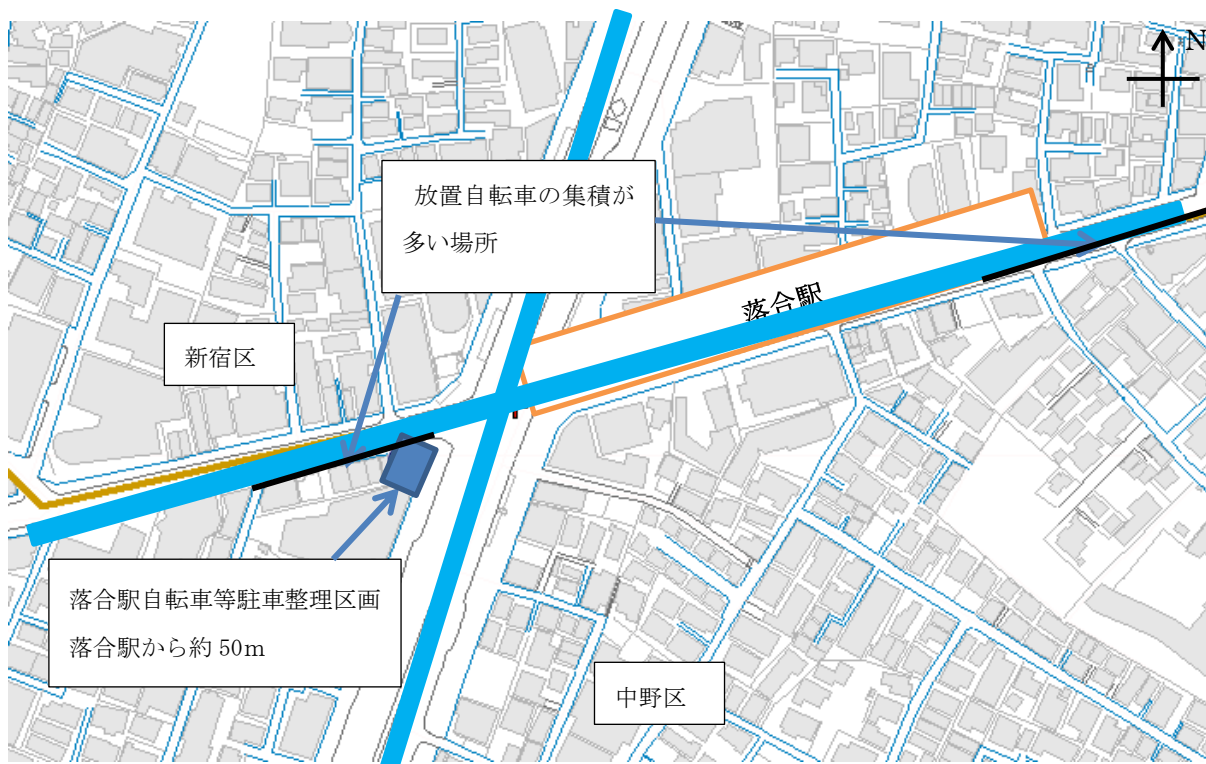 N
放置自転車の集積が
多い場所
落合駅
新宿区
落合駅自転車等駐車整理区画
落合駅から約 50m
中野区